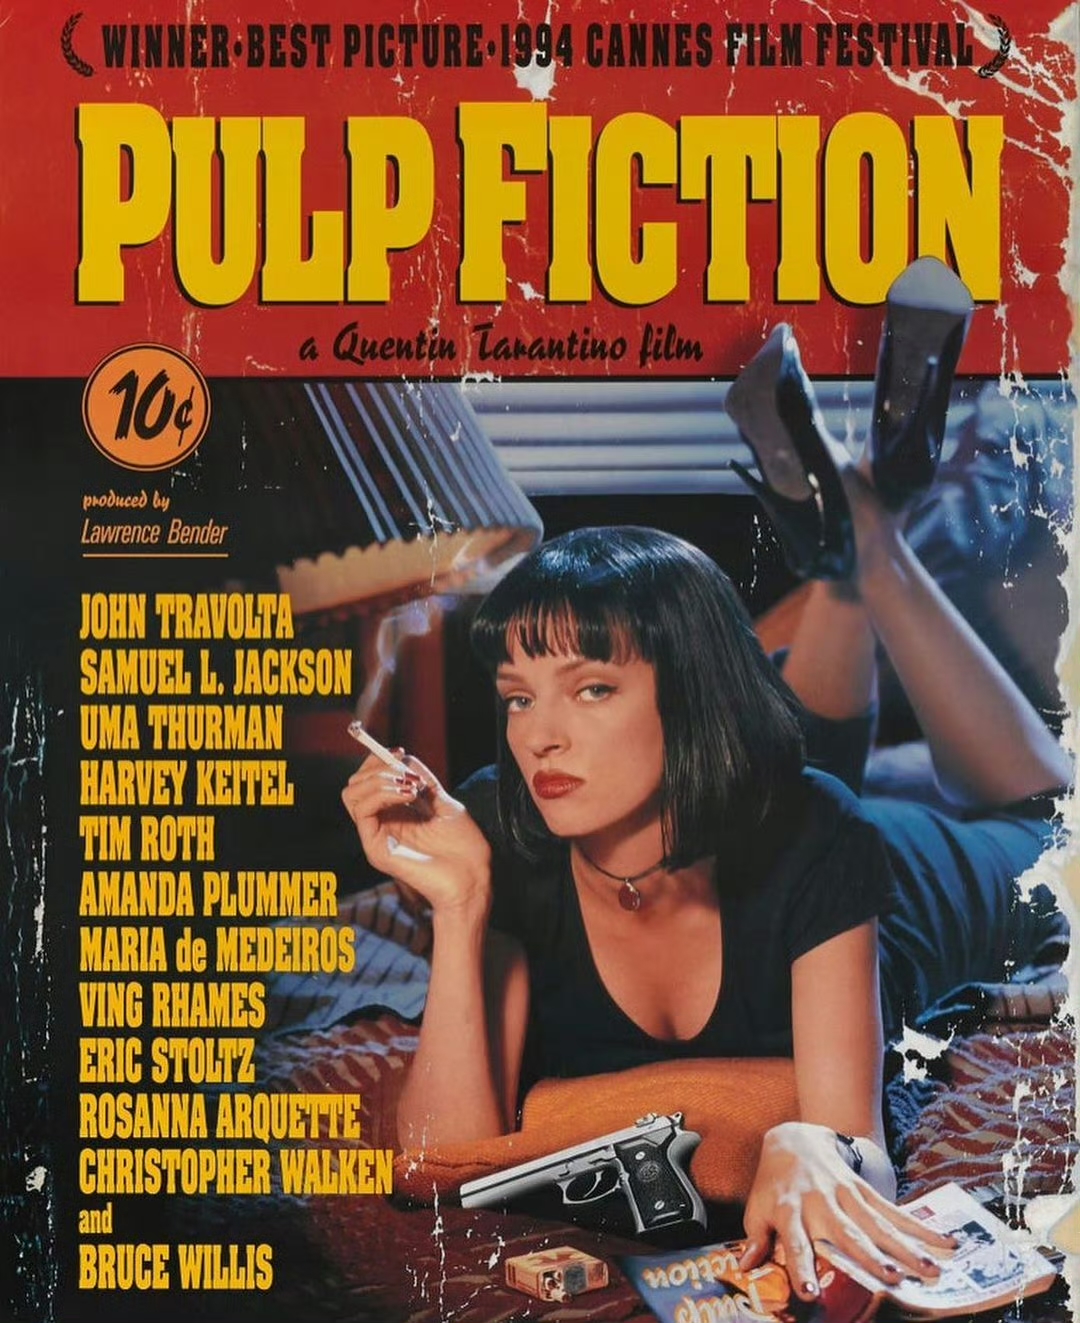 WINNER•BEST PICTURE•1994 CANNES FILM FESTIVAL
PULP FICTION
a Quentin Tarantino film
10¢
produced by
Lawrence Bender
JOHN TRAVOLTA
SAMUEL L. JACKSON
UMA THURMAN
HARVEY KEITEL
TIM ROTH
AMANDA PLUMMER
MARIA de MEDEIROS
VING RHAMES
ERIC STOLTZ
ROSANNA ARQUETTE
CHRISTOPHER WALKEN
and
BRUCE WILLIS
Pulp
Fiction